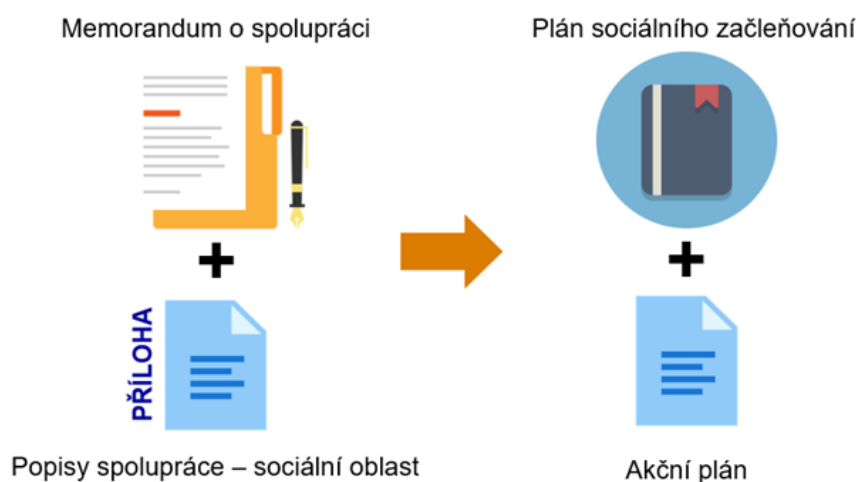 Memorandum o spolupráci
Plán sociálního začleňování
PŘÍLOHA
Popisy spolupráce – sociální oblast
Akční plán